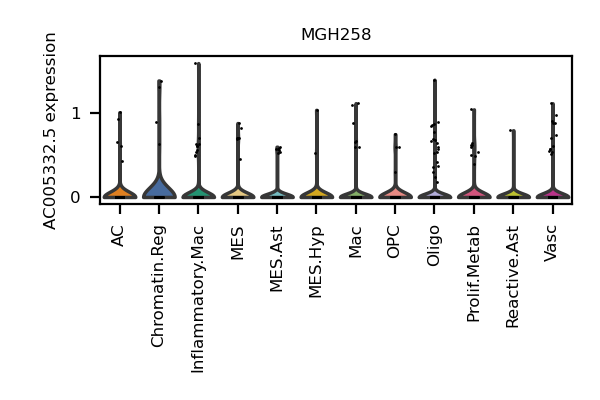 MGH258
AC005332.5 expression
1
0
AC
Chromatin.Reg
Inflammatory.Mac
MES
MES.Ast
MES.Hyp
Mac
OPC
Oligo
Prolif.Metab
Reactive.Ast
Vasc